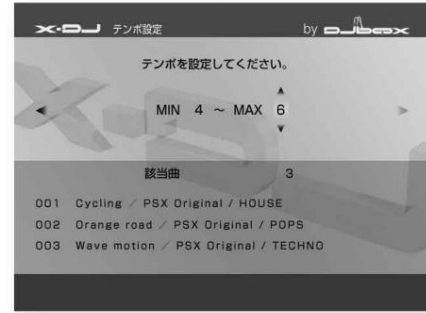 X-DJ テンポ設定 by DJbox
テンポを設定してください。
MIN 4 ～ MAX 6
該当曲 3
001 Cycling / PSX Original / HOUSE
002 Orange road / PSX Original / POPS
003 Wave motion / PSX Original / TECHNO